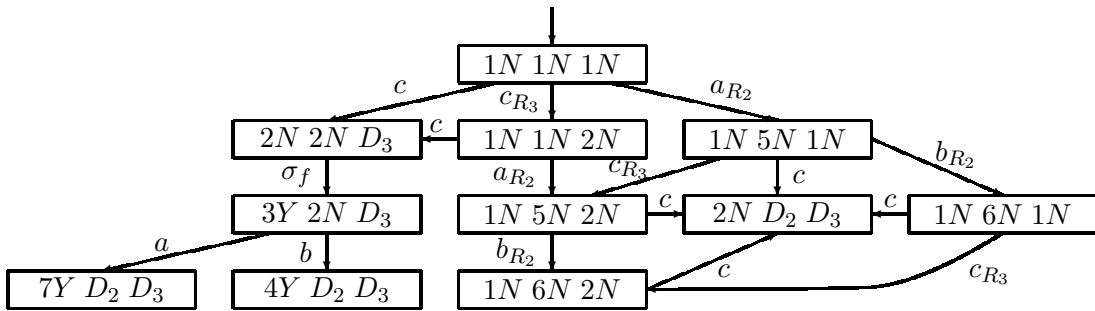 1N 1N 1N
c c_{R_3} a_{R_2}
2N 2N D_3 c 1N 1N 2N 1N 5N 1N
σ_f a_{R_2} c_{R_3} c b_{R_2}
3Y 2N D_3 1N 5N 2N c 2N D_2 D_3 c 1N 6N 1N
a b b_{R_2} c c_{R_3}
7Y D_2 D_3 4Y D_2 D_3 1N 6N 2N